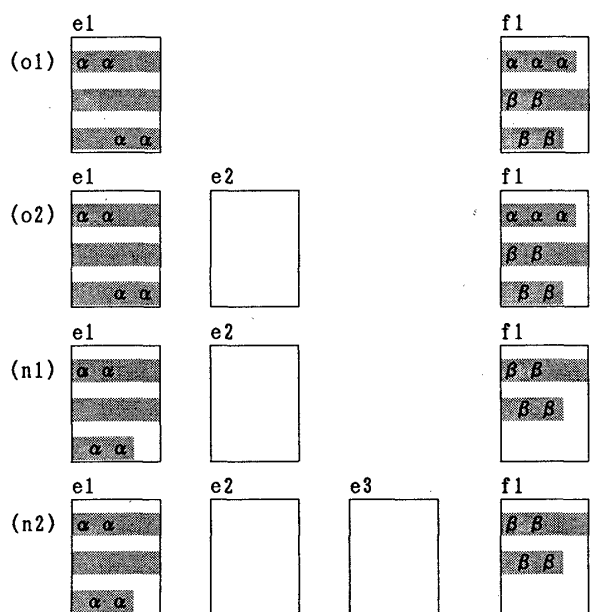 e1 f1
(o1) α α α α α
β β
α α β β
e1 e2 f1
(o2) α α α α α
β β
α α β β
e1 e2 f1
(n1) α α β β
β β
α α
e1 e2 e3 f1
(n2) α α β β
β β
α α